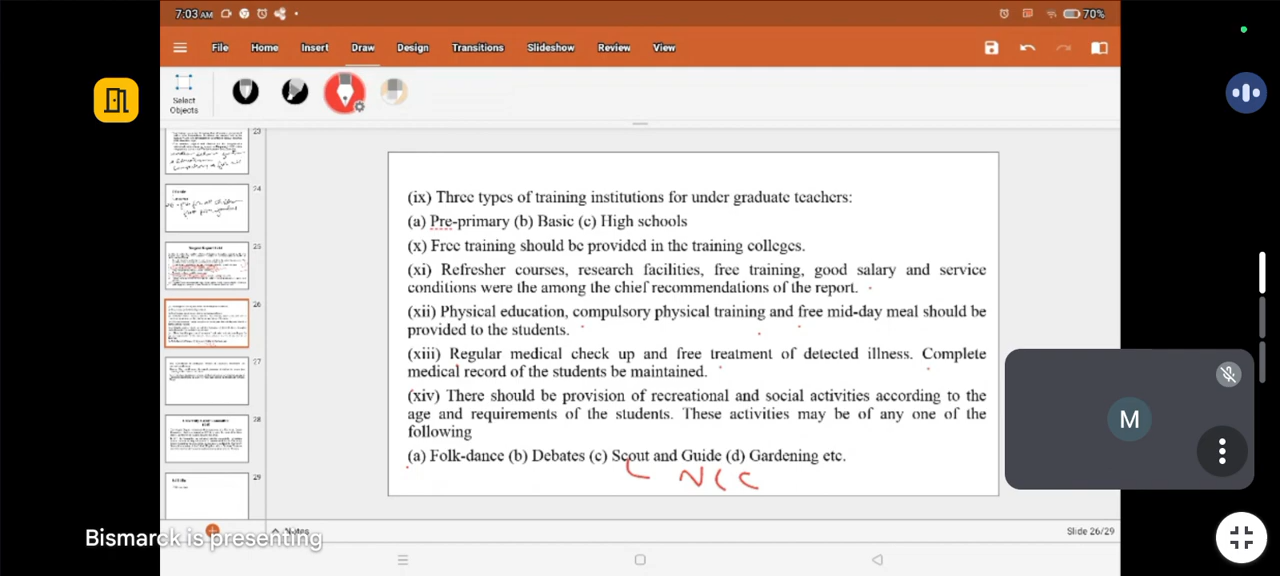 7:03 AM
70%
File Home Insert Draw Design Transitions Slideshow Review View
Select
Objects
23
24
25
26
27
28
29
(ix) Three types of training institutions for under graduate teachers:
(a) Pre-primary (b) Basic (c) High schools
(x) Free training should be provided in the training colleges.
(xi) Refresher courses, research facilities, free training, good salary and service
conditions were the among the chief recommendations of the report.
(xii) Physical education, compulsory physical training and free mid-day meal should be
provided to the students.
(xiii) Regular medical check up and free treatment of detected illness. Complete
medical record of the students be maintained.
(xiv) There should be provision of recreational and social activities according to the
age and requirements of the students. These activities may be of any one of the
following
(a) Folk-dance (b) Debates (c) Scout and Guide (d) Gardening etc.
NCC
M
Notes
Slide 26/29
Bismarck is presenting